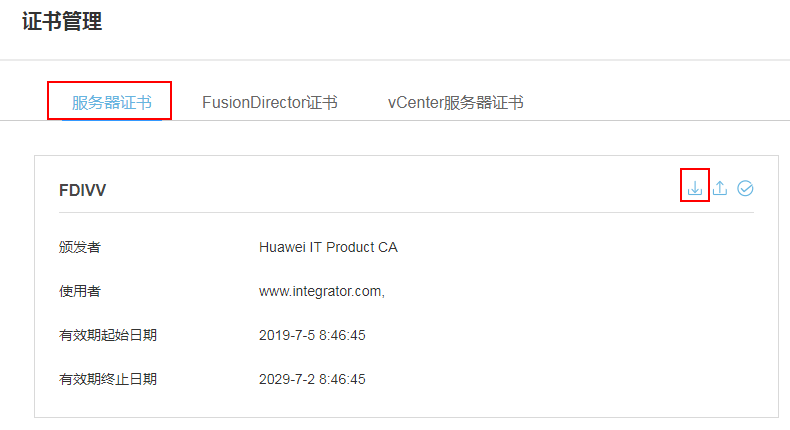 证书管理
服务器证书 FusionDirector证书 vCenter服务器证书
FDIVV
颁发者 Huawei IT Product CA
使用者 www.integrator.com,
有效期起始日期 2019-7-5 8:46:45
有效期终止日期 2029-7-2 8:46:45